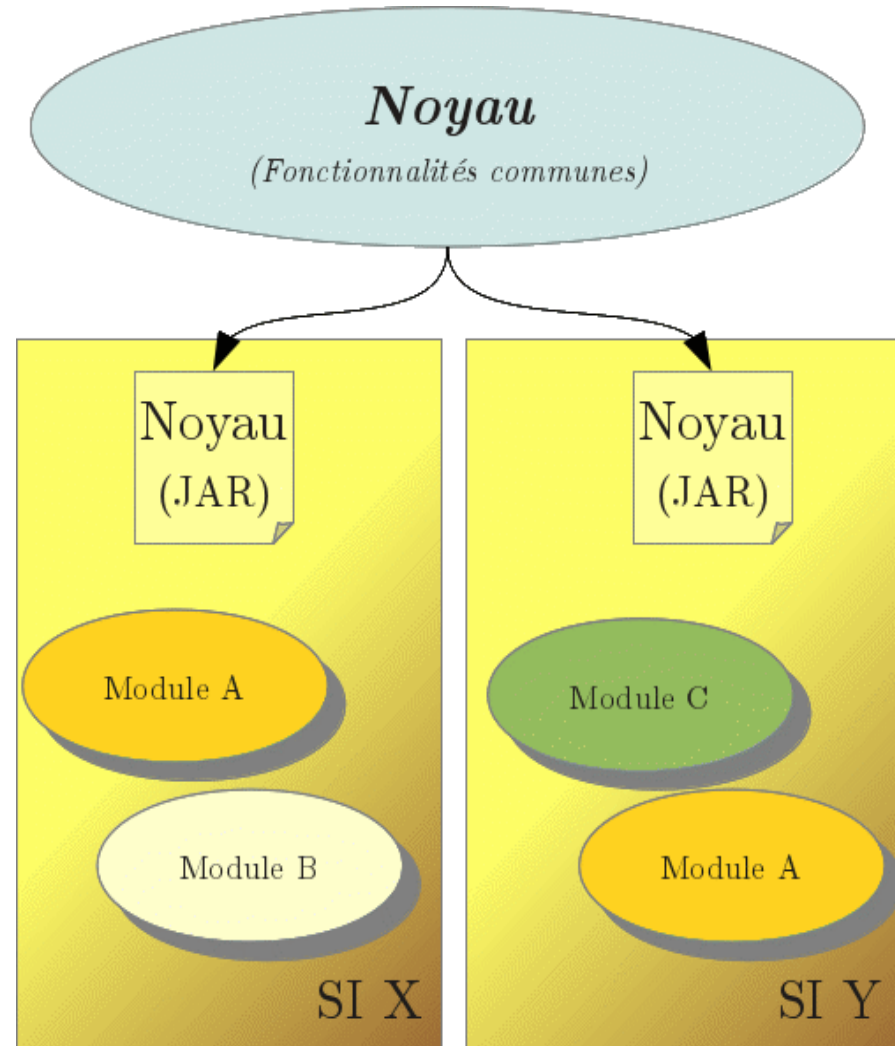 Noyau
(Fonctionnalités communes)
Noyau
(JAR)
Module A
Module B
SI X
Noyau
(JAR)
Module C
Module A
SI Y